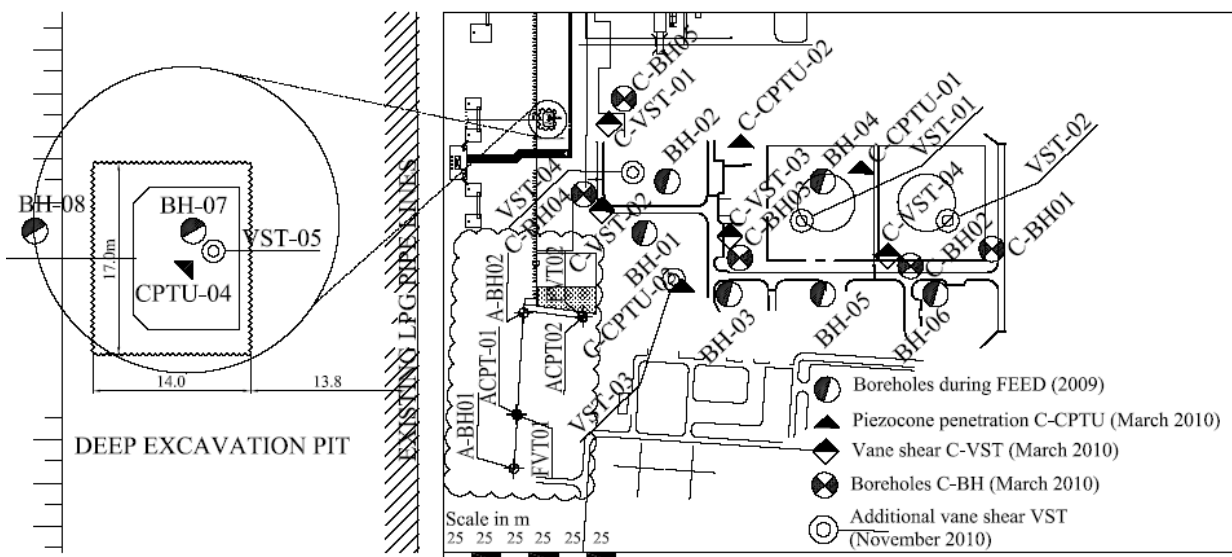 BH-08
BH-07
VST-05
CPTU-04
17.0m
14.0
13.8
DEEP EXCAVATION PIT
EXISTING LPG PIPE LINES
C-BH05
C-VST-01
BH-02
C-CPTU-02
BH-04
C-CPTU-01
VST-01
VST-02
VST-04
C-BH04
C-VST-02
C-VST-03
C-BH03
C-VST-04
C-BH02
C-BH01
BH-01
C-CPTU-03
BH-03
BH-05
BH-06
VST-03
A-BH02
FVT02
ACPT-01
ACPT02
A-BH01
FVT01
Boreholes during FEED (2009)
Piezocone penetration C-CPTU (March 2010)
Vane shear C-VST (March 2010)
Boreholes C-BH (March 2010)
Additional vane shear VST
(November 2010)
Scale in m
25 25 25 25 25 25